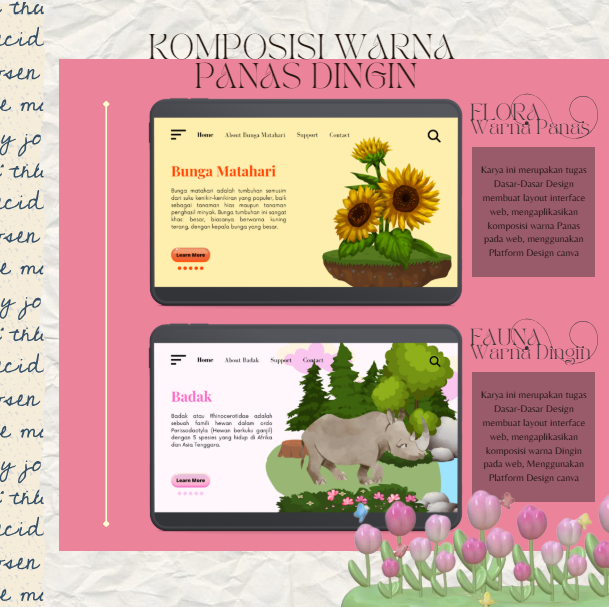 KOMPOSISI WARNA
PANAS DINGIN
FLORA
Warna Panas
Karya ini merupakan tugas
Dasar-Dasar Design
membuat layout interface
web, mengaplikasikan
komposisi warna Panas
pada web, menggunakan
Platform Design canva
Home About Bunga Matahari Support Contact
Bunga Matahari
Bunga matahari adalah tumbuhan semusim
dari suku kenikir-kenikiran yang populer, baik
sebagai tanaman hias maupun tanaman
penghasil minyak. Bunga tumbuhan ini sangat
khas: besar, biasanya berwarna kuning
terang, dengan kepala bunga yang besar.
Learn More
FAUNA
Warna Dingin
Karya ini merupakan tugas
Dasar-Dasar Design
membuat layout interface
web, mengaplikasikan
komposisi warna Dingin
pada web, Menggunakan
Platform Design canva
Home About Badak Support Contact
Badak
Badak atau Rhinocerotidae adalah
sebuah famili hewan dalam ordo
Perissodactyla (Hewan berkuku ganjil)
dengan 5 spesies yang hidup di Afrika
dan Asia Tenggara.
Learn More